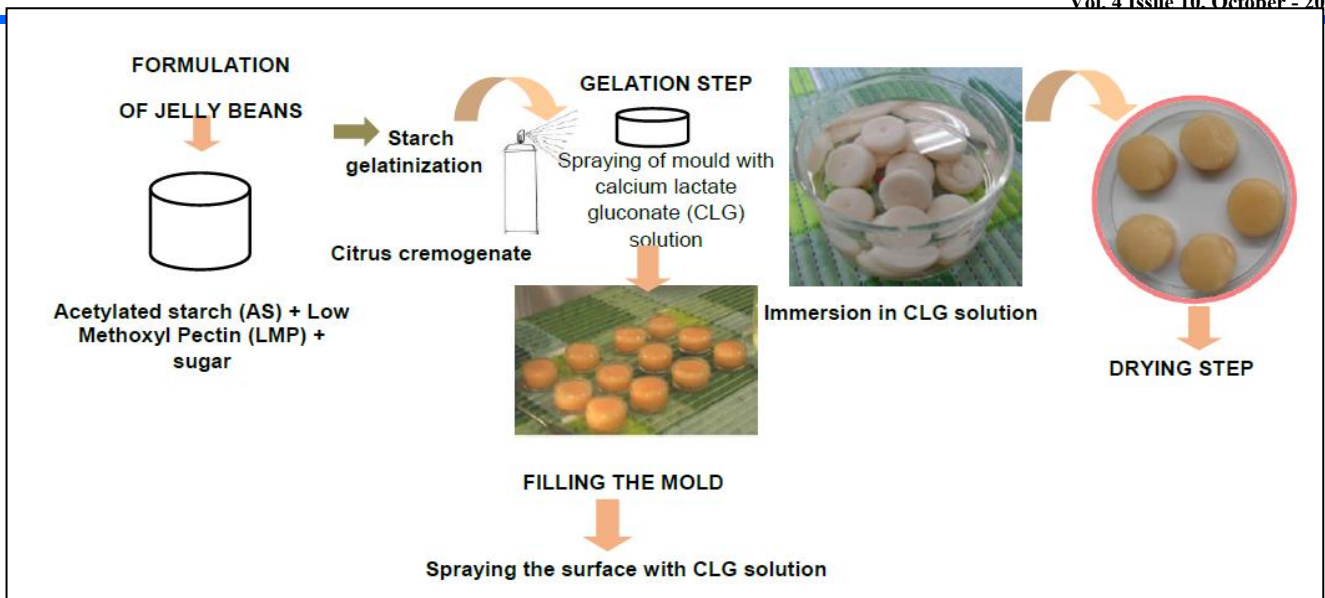 Vol. 4 Issue 10, October - 20
FORMULATION
OF JELLY BEANS
Starch
gelatinization
Citrus cremogenate
Acetylated starch (AS) + Low
Methoxyl Pectin (LMP) +
sugar
GELATION STEP
Spraying of mould with
calcium lactate
gluconate (CLG)
solution
FILLING THE MOLD
Spraying the surface with CLG solution
Immersion in CLG solution
DRYING STEP